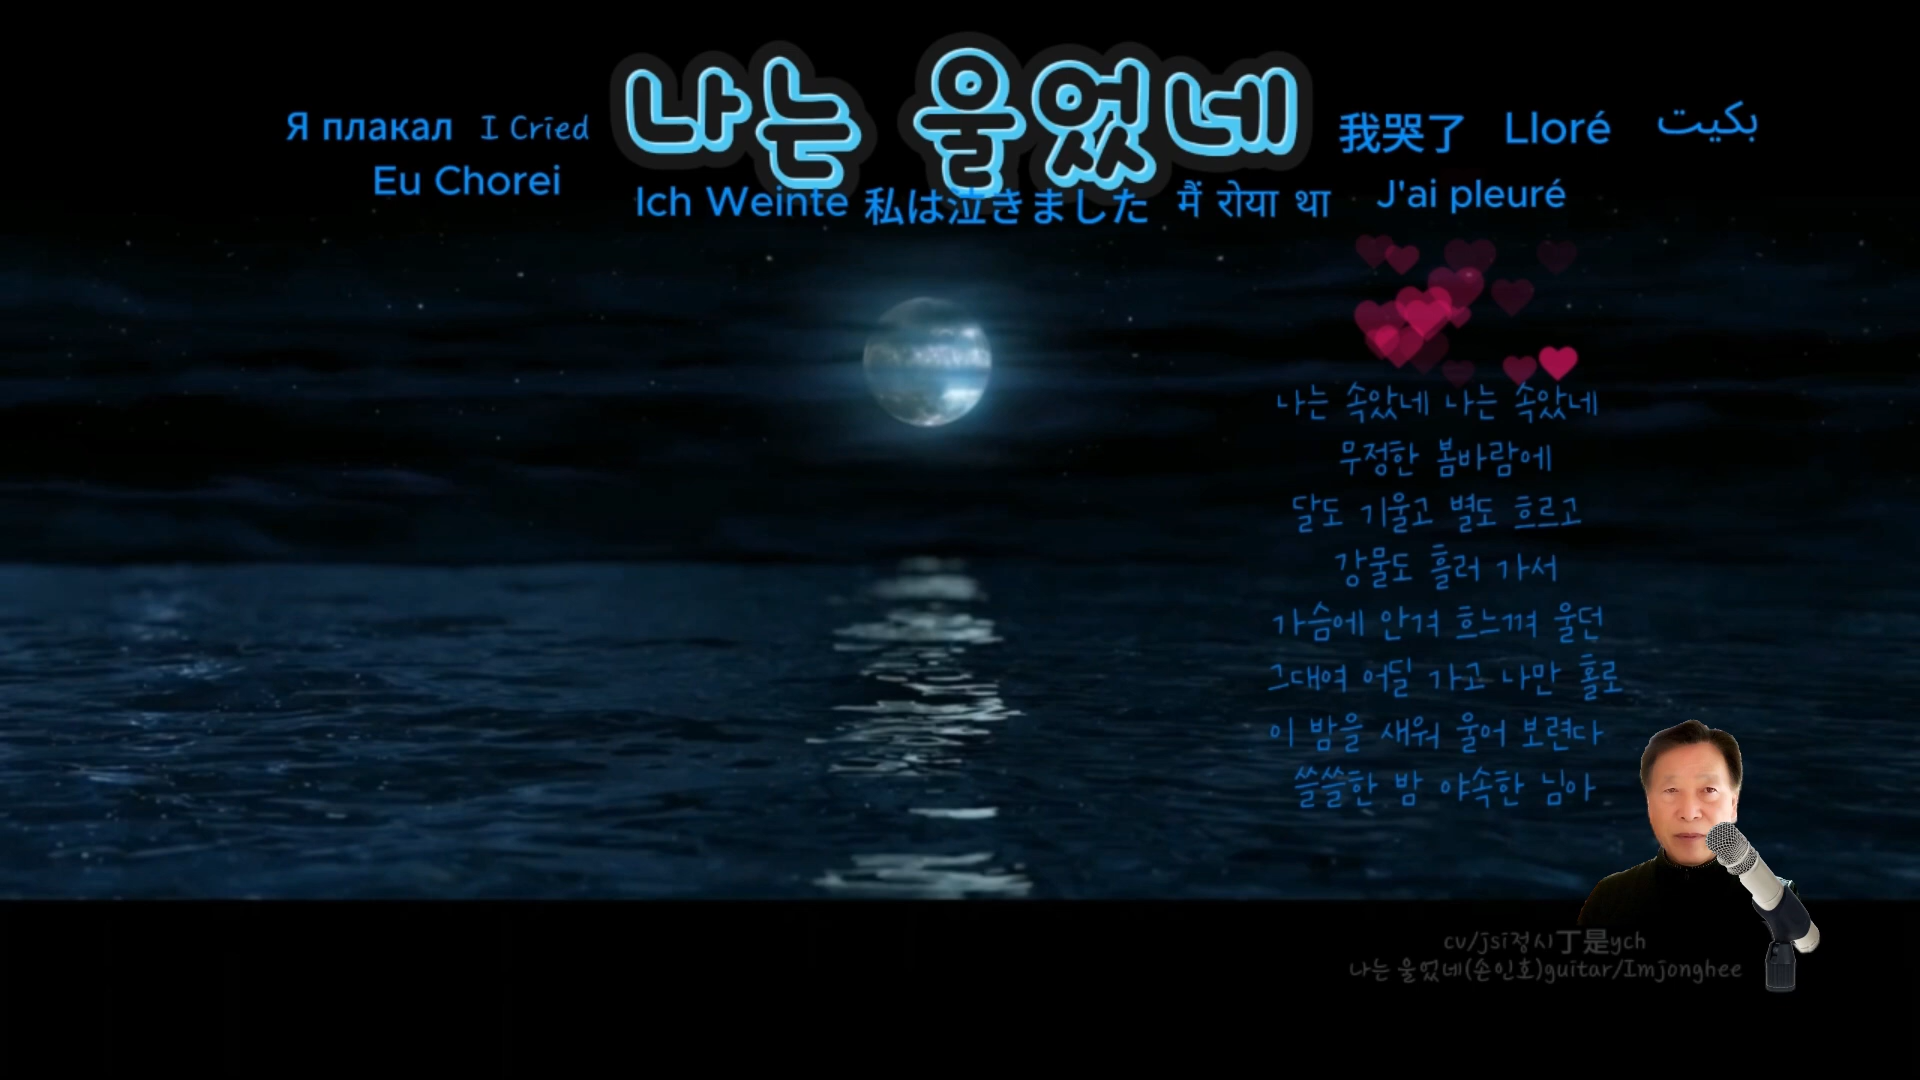 나는 울었네
Я плакал I Cried 我哭了 Lloré بكيت
Eu Chorei Ich Weinte 私は泣きました मैं रोया था J'ai pleuré
나는 속았네 나는 속았네
무정한 봄바람에
달도 기울고 별도 흐르고
강물도 흘러 가서
가슴에 안겨 흐느껴 울던
그대여 어딜 가고 나만 홀로
이 밤을 새워 울어 보련다
쓸쓸한 밤 야속한 님아
cv/jsi정시丁是ych
나는 울었네(손인호)guitar/Imjonghee